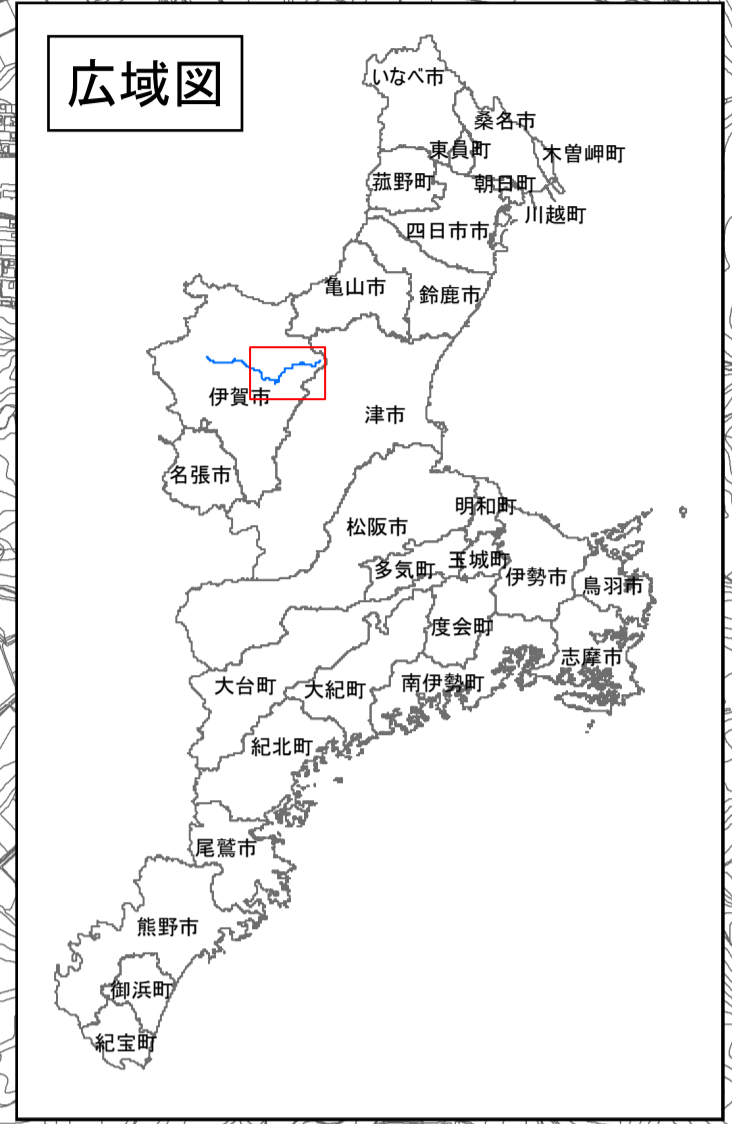 広域図
いなべ市
桑名市
東員町
木曽岬町
菰野町
朝日町
川越町
四日市市
亀山市
鈴鹿市
伊賀市
津市
名張市
明和町
松阪市
玉城町
多気町
伊勢市
鳥羽市
度会町
志摩市
大台町
大紀町
南伊勢町
紀北町
尾鷲市
熊野市
御浜町
紀宝町